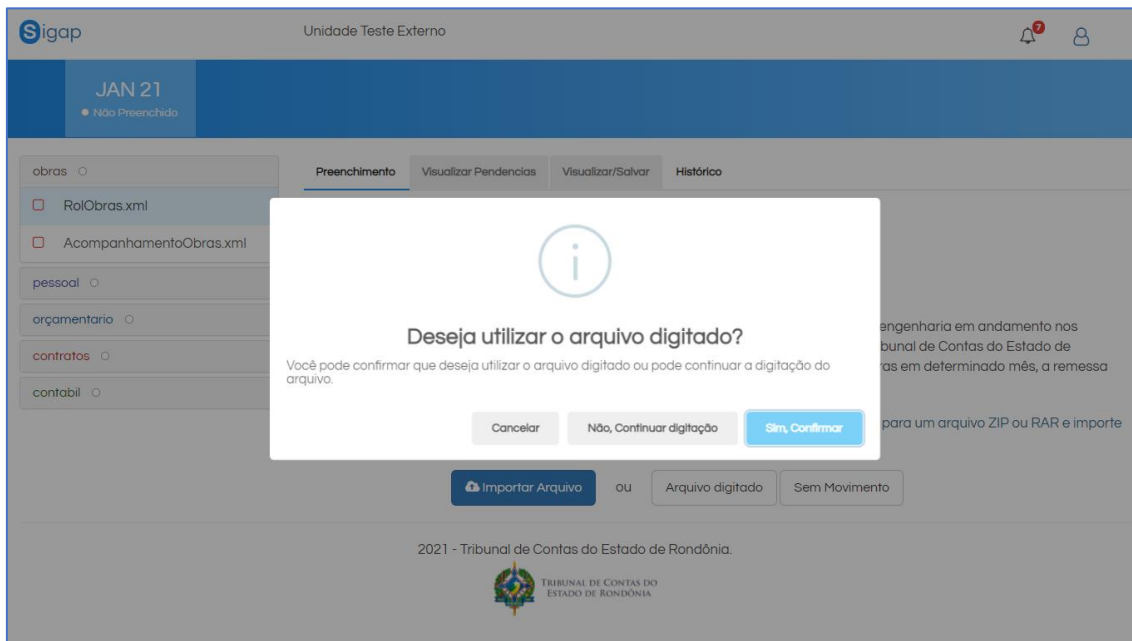 Sigap
Unidade Teste Externo
7
JAN 21
Não Preenchido
obras
RolObras.xml
AcompanhamentoObras.xml
pessoal
orçamentario
contratos
contabil
Preenchimento
Visualizar Pendencias
Visualizar/Salvar
Histórico
engenharia em andamento nos
bunal de Contas do Estado de
as em determinado mês, a remessa
para um arquivo ZIP ou RAR e importe
i
Deseja utilizar o arquivo digitado?
Você pode confirmar que deseja utilizar o arquivo digitado ou pode continuar a digitação do
arquivo.
Cancelar
Não, Continuar digitação
Sim, Confirmar
Importar Arquivo
ou
Arquivo digitado
Sem Movimento
2021 - Tribunal de Contas do Estado de Rondônia.
TRIBUNAL DE CONTAS DO
ESTADO DE RONDÔNIA